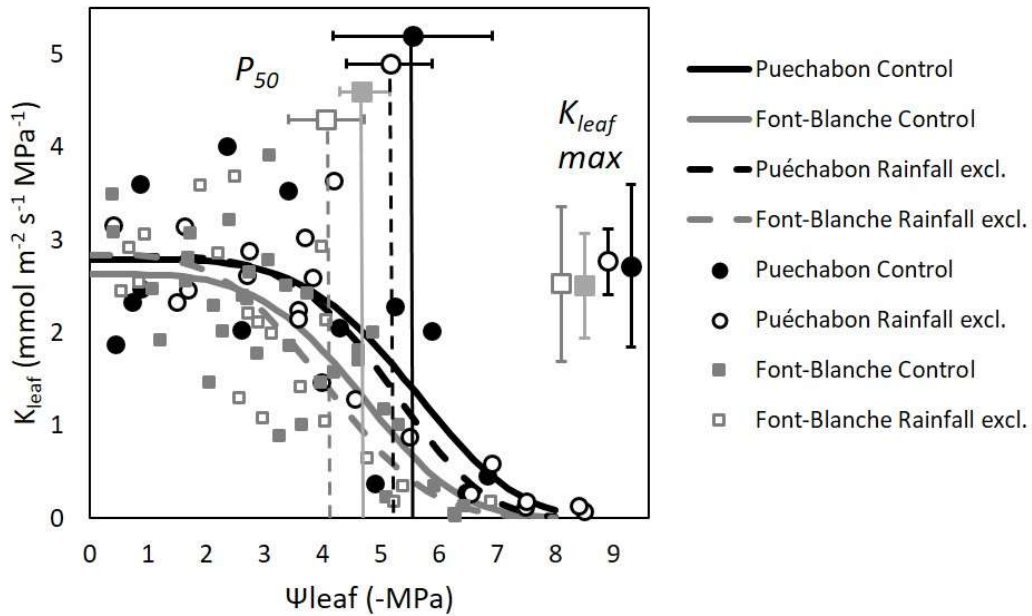 5
4
3
2
1
0
K_leaf (mmol m⁻² s⁻¹ MPa⁻¹)
P₅₀
K_leaf
max
0 1 2 3 4 5 6 7 8 9
Ψleaf (-MPa)
Puechabon Control
Font-Blanche Control
Puéchabon Rainfall excl.
Font-Blanche Rainfall excl.
Puechabon Control
Puéchabon Rainfall excl.
Font-Blanche Control
Font-Blanche Rainfall excl.